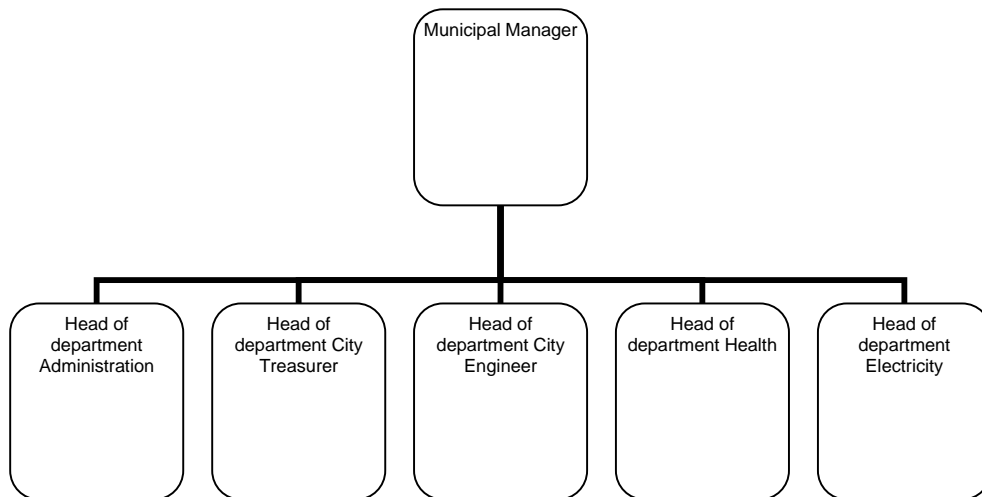 Municipal Manager
Head of
department
Administration
Head of
department City
Treasurer
Head of
department City
Engineer
Head of
department Health
Head of
department
Electricity